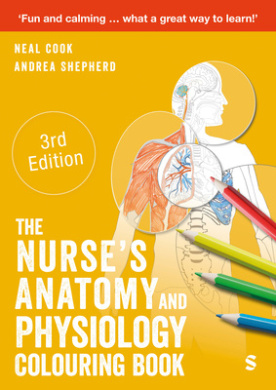 ‘Fun and calming ... what a great way to learn!’
NEAL COOK
ANDREA SHEPHERD
3rd
Edition
THE
NURSE’S
ANATOMY AND
PHYSIOLOGY
COLOURING BOOK
S